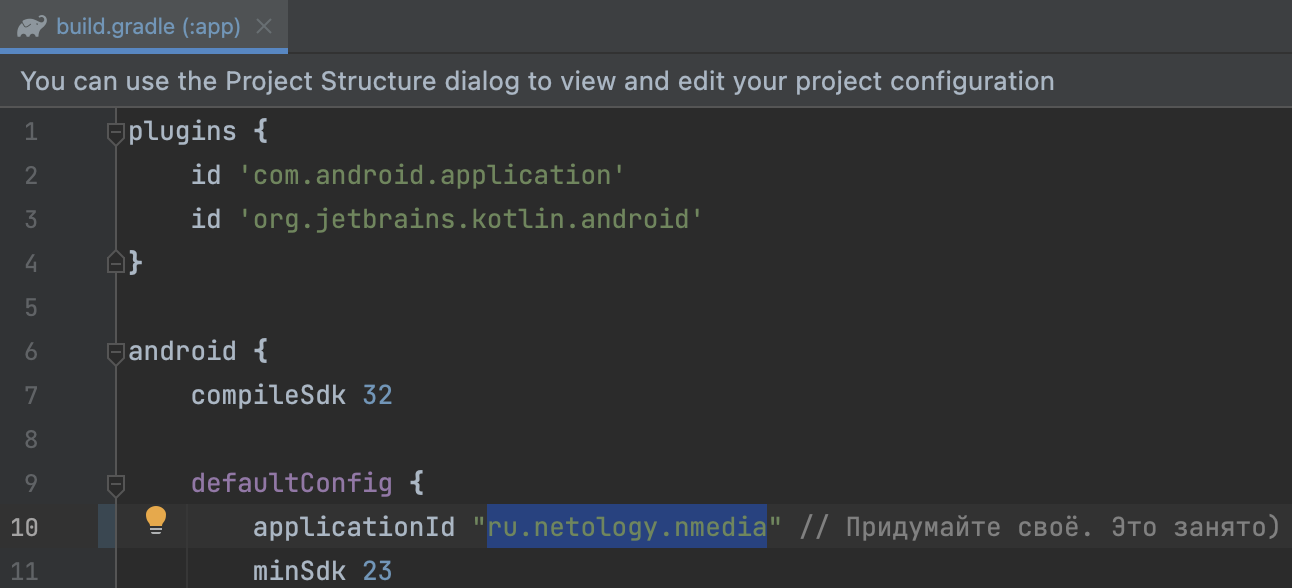 build.gradle (:app)
You can use the Project Structure dialog to view and edit your project configuration
1 plugins {
2 id 'com.android.application'
3 id 'org.jetbrains.kotlin.android'
4 }
5
6 android {
7 compileSdk 32
8
9 defaultConfig {
10 applicationId "ru.netology.nmedia" // Придумайте своё. Это занято)
11 minSdk 23